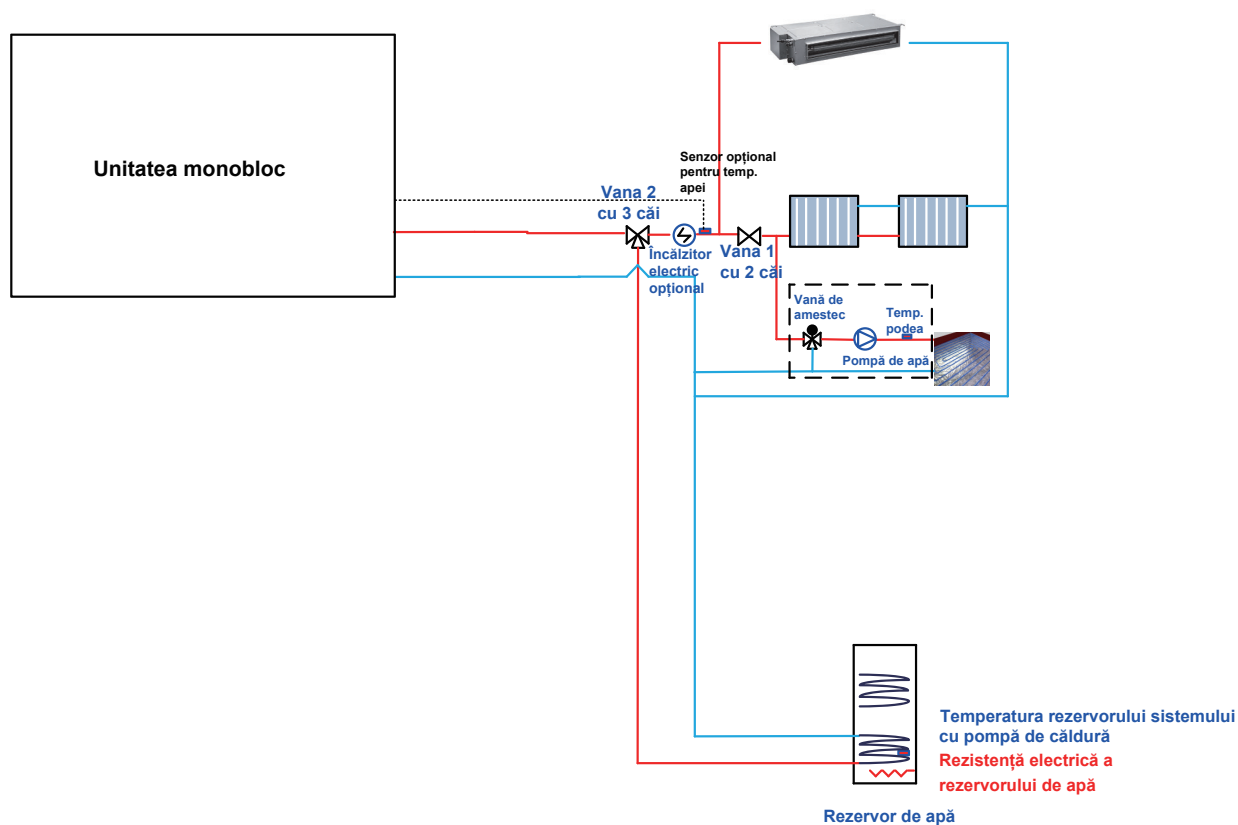 Unitatea monobloc
Senzor opțional
pentru temp.
apei
Vana 2
cu 3 căi
Încălzitor
electric
opțional
Vana 1
cu 2 căi
Vană de
amestec
Temp.
podea
Pompă de apă
Temperatura rezervorului sistemului
cu pompă de căldură
Rezistență electrică a
rezervorului de apă
Rezervor de apă